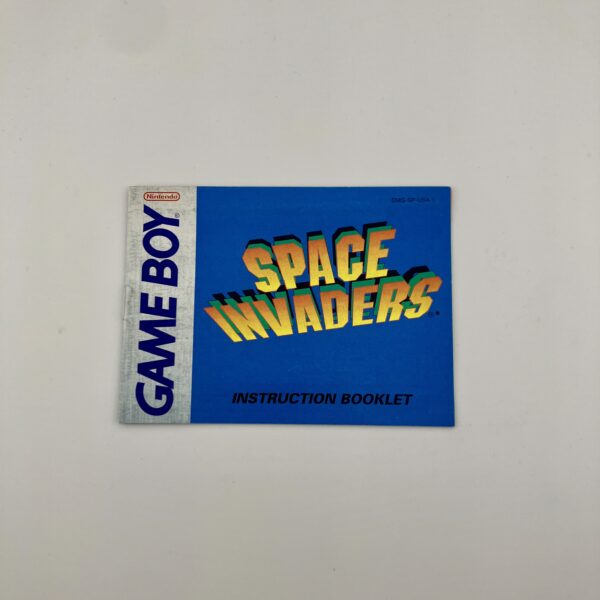 Nintendo
GAME BOY®
SPACE
INVADERS
INSTRUCTION BOOKLET